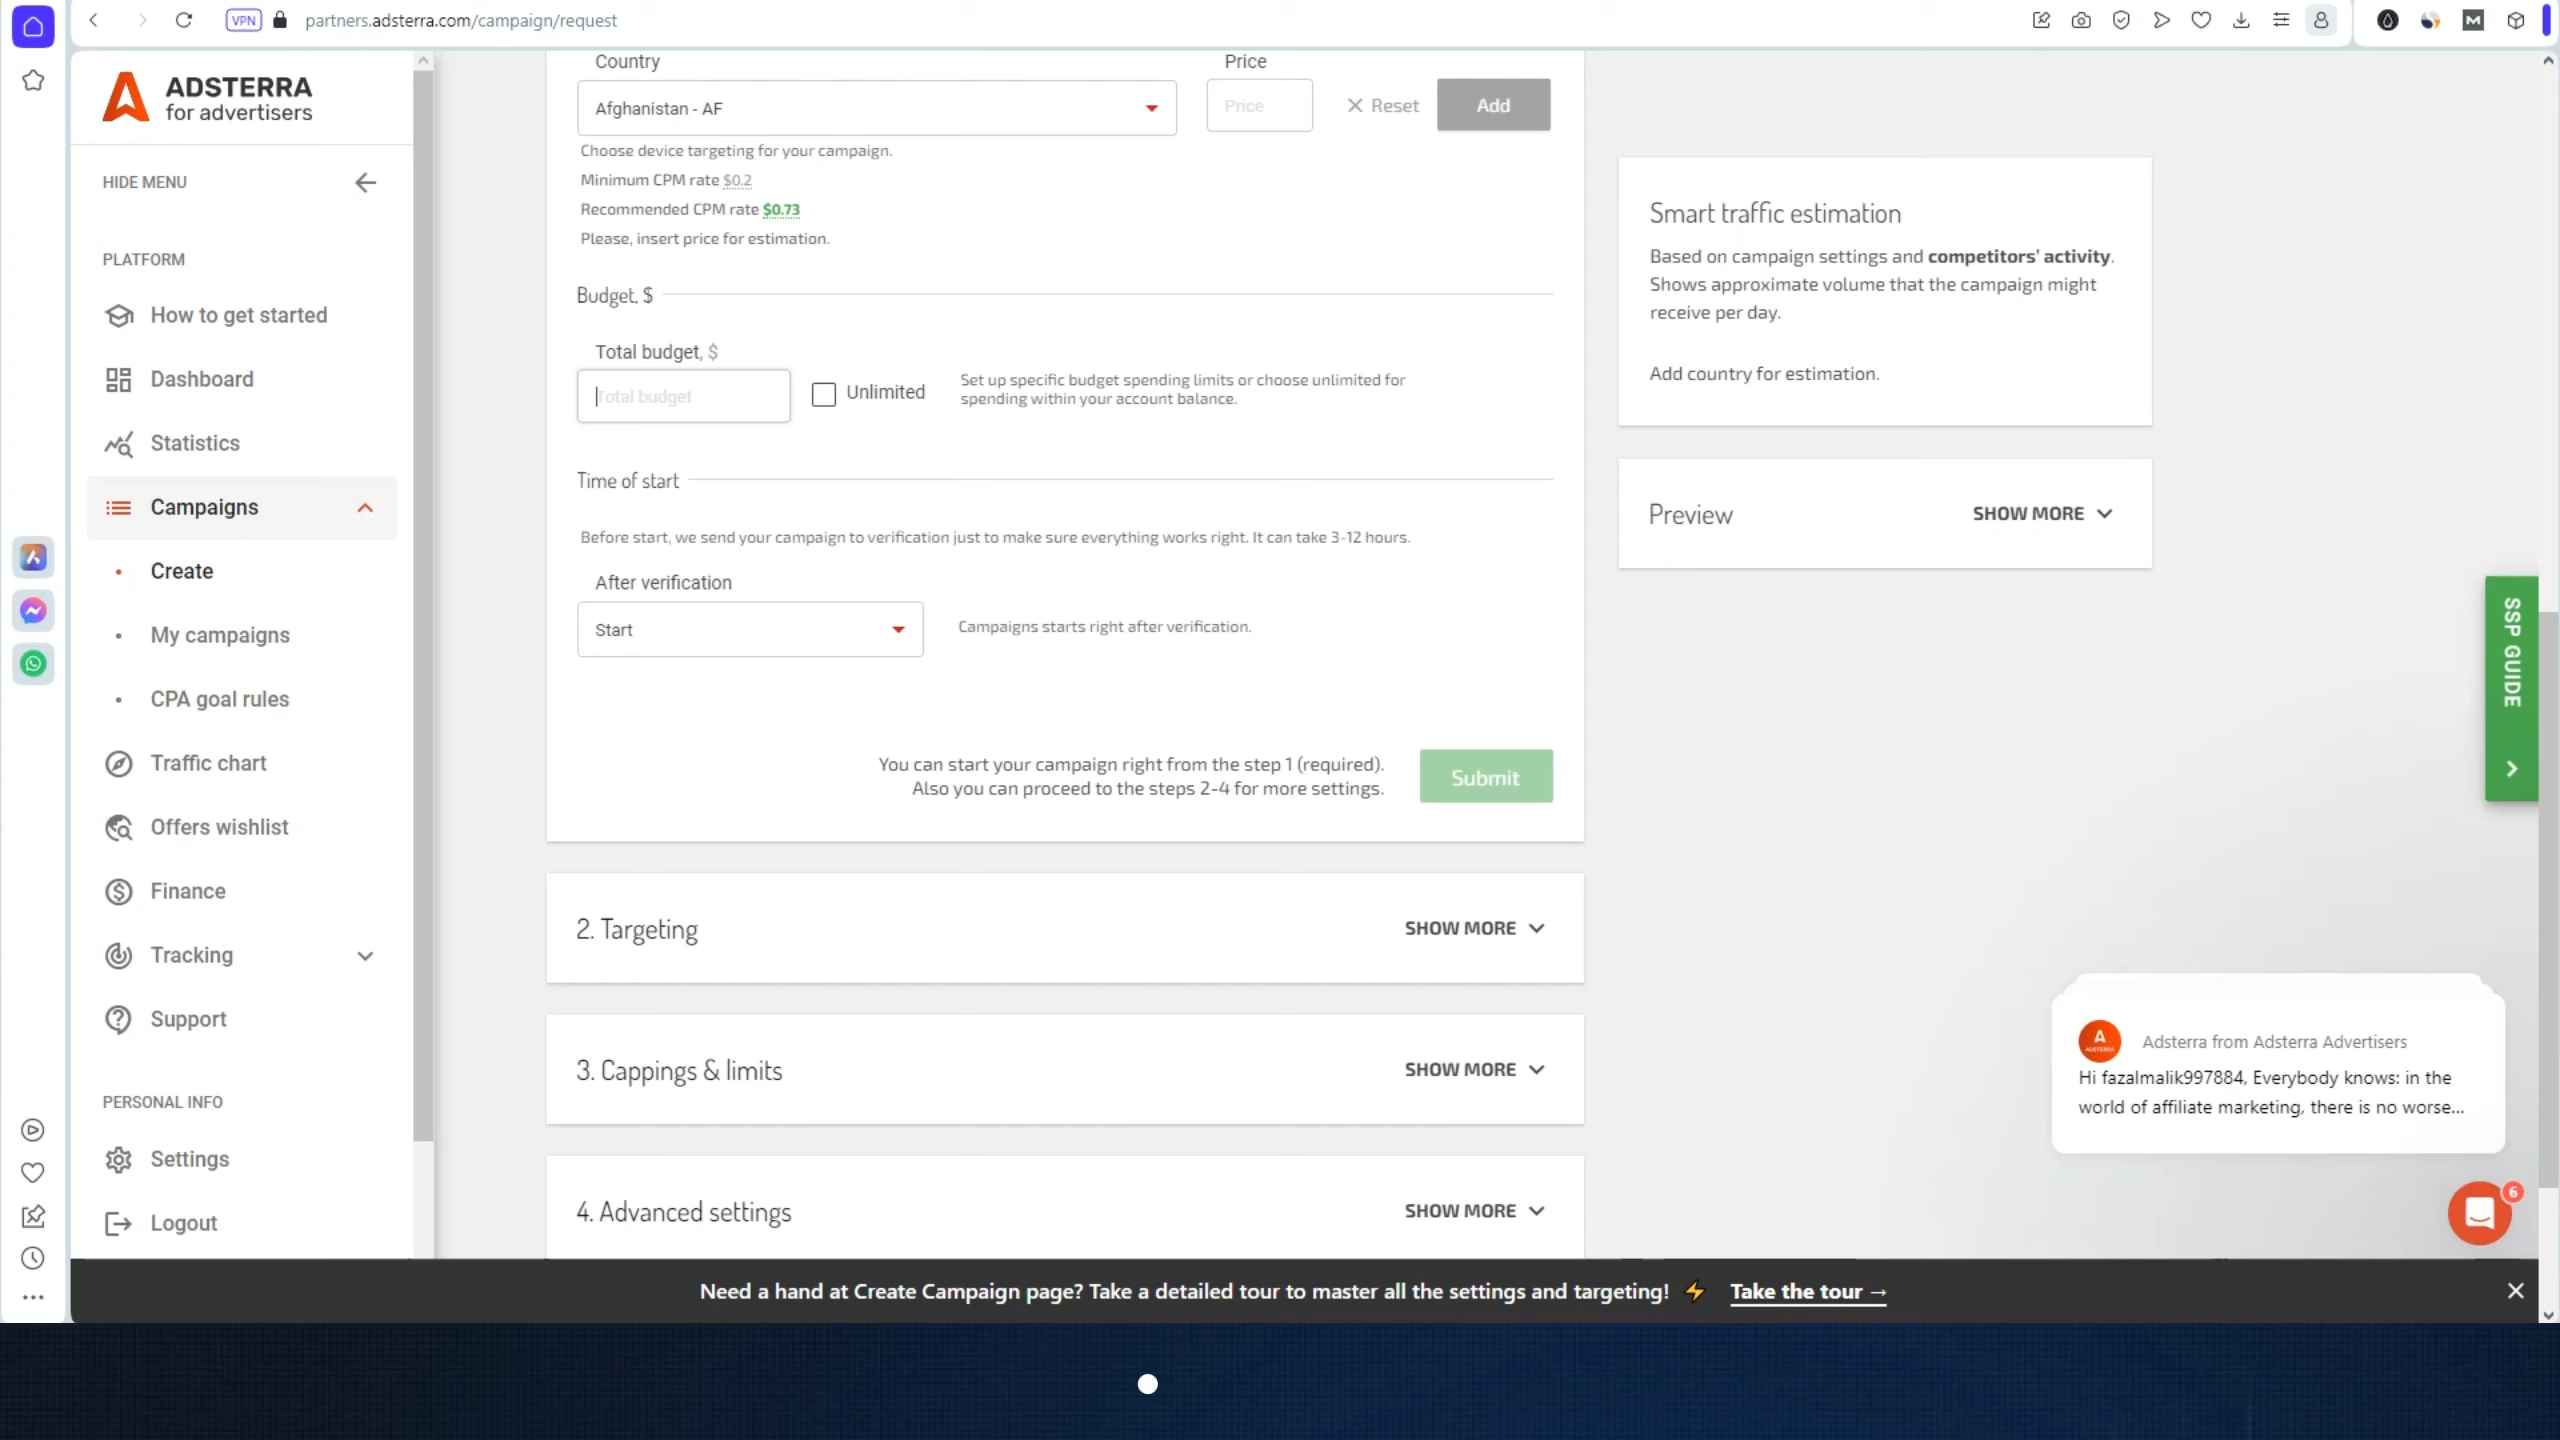 VPN
partners.adsterra.com/campaign/request
ADSTERRA
for advertisers
HIDE MENU
PLATFORM
How to get started
Dashboard
Statistics
Campaigns
Create
My campaigns
CPA goal rules
Traffic chart
Offers wishlist
Finance
Tracking
Support
PERSONAL INFO
Settings
Logout
Country
Price
Afghanistan - AF
Price
Reset
Add
Choose device targeting for your campaign.
Minimum CPM rate $0.2
Recommended CPM rate $0.73
Please, insert price for estimation.
Budget, $
Total budget, $
Total budget
Unlimited
Set up specific budget spending limits or choose unlimited for
spending within your account balance.
Time of start
Before start, we send your campaign to verification just to make sure everything works right. It can take 3-12 hours.
After verification
Start
Campaigns starts right after verification.
You can start your campaign right from the step 1 (required).
Also you can proceed to the steps 2-4 for more settings.
Submit
2. Targeting
SHOW MORE
3. Cappings & limits
SHOW MORE
4. Advanced settings
SHOW MORE
Smart traffic estimation
Based on campaign settings and competitors' activity.
Shows approximate volume that the campaign might
receive per day.
Add country for estimation.
Preview
SHOW MORE
SSP GUIDE
Adsterra from Adsterra Advertisers
Hi fazalmalik997884, Everybody knows: in the
world of affiliate marketing, there is no worse...
6
Need a hand at Create Campaign page? Take a detailed tour to master all the settings and targeting! ⚡ Take the tour →